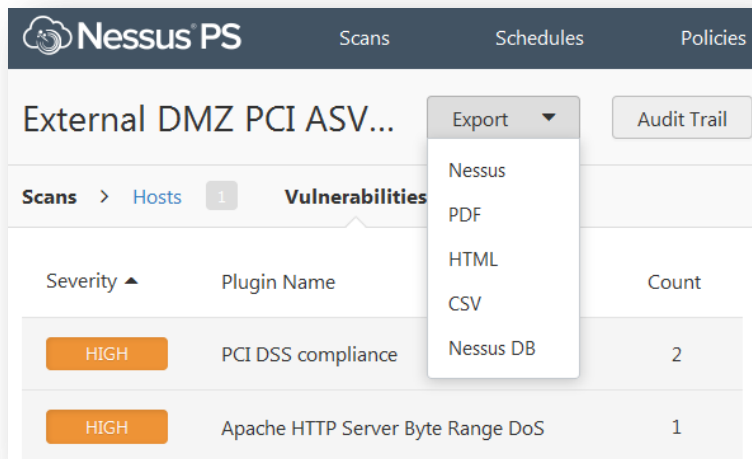 Nessus PS Scans Schedules Policies
External DMZ PCI ASV... Export Audit Trail
Nessus
Scans > Hosts 1 Vulnerabilities
PDF
HTML
Severity Plugin Name Count
CSV
Nessus DB
HIGH PCI DSS compliance 2
HIGH Apache HTTP Server Byte Range DoS 1